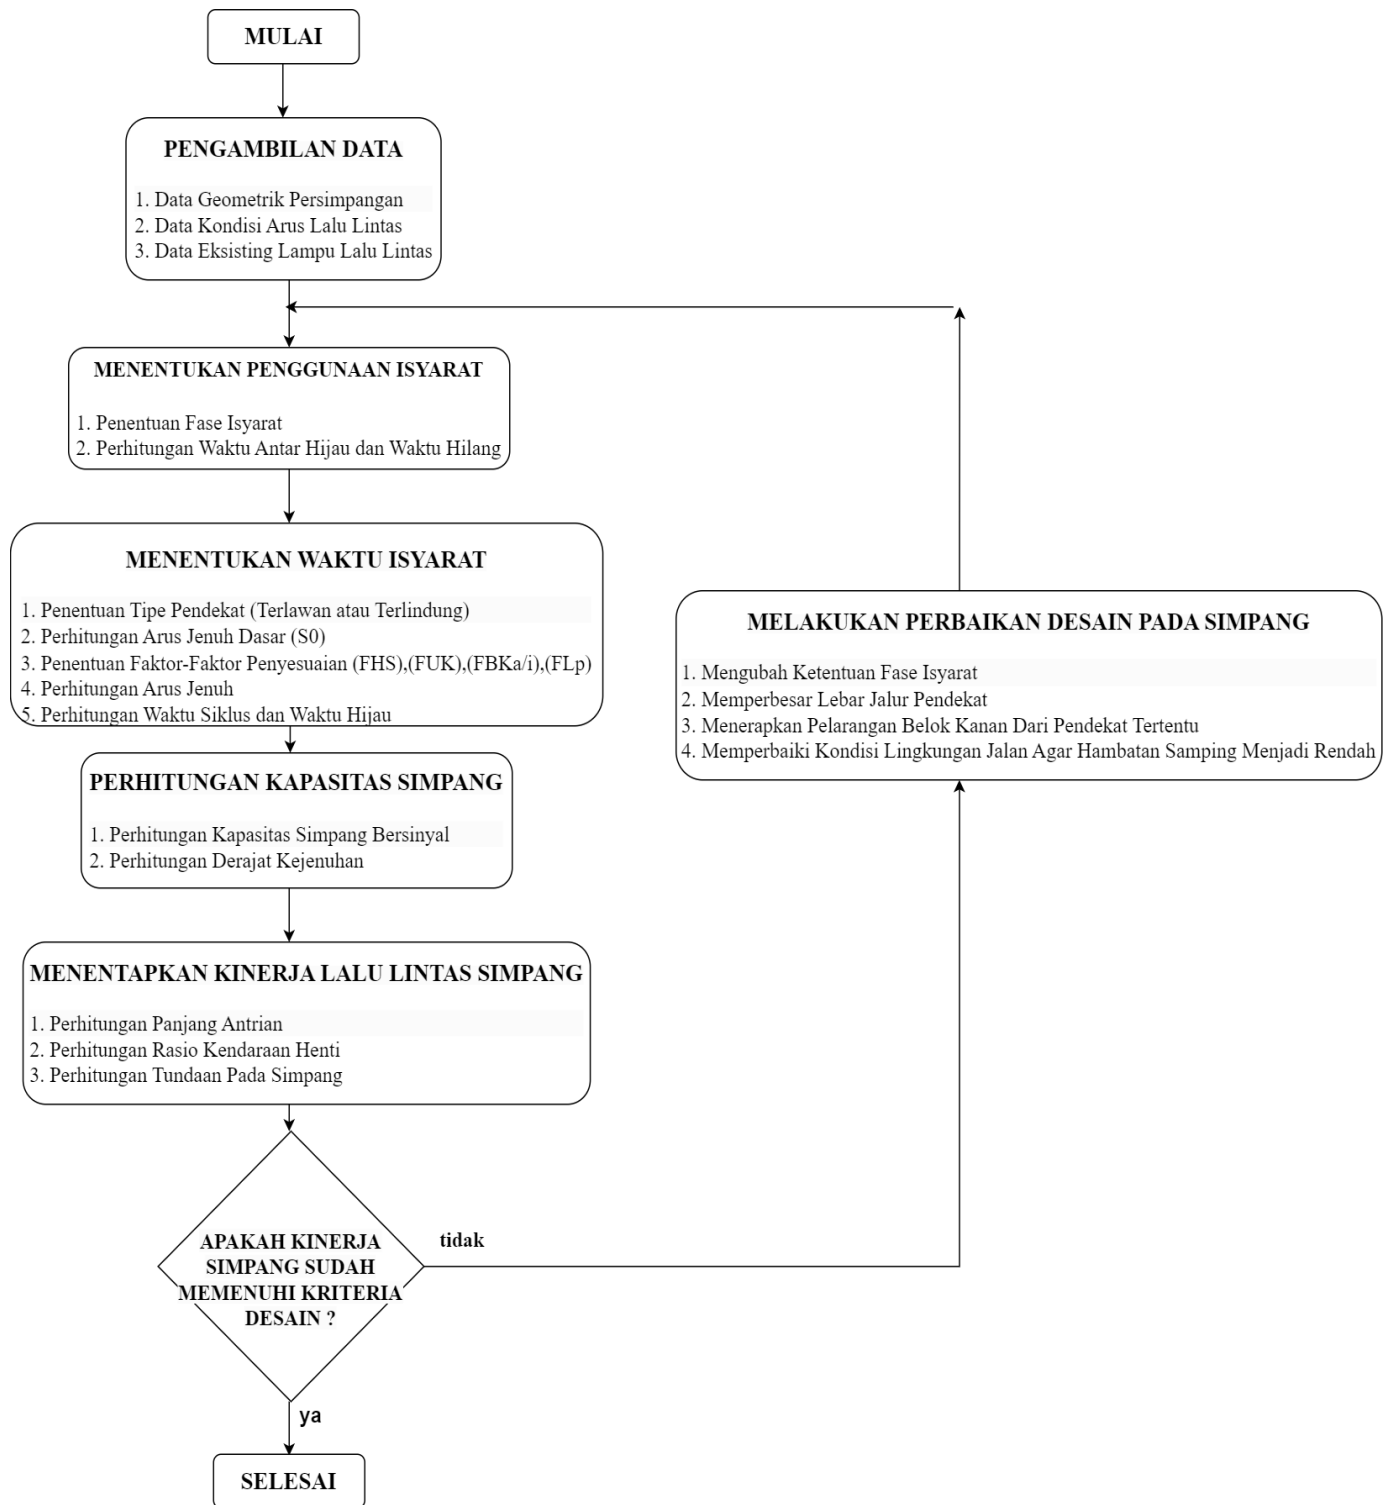 MULAI
PENGAMBILAN DATA
1. Data Geometrik Persimpangan
2. Data Kondisi Arus Lalu Lintas
3. Data Eksisting Lampu Lalu Lintas
MENENTUKAN PENGGUNAAN ISYARAT
1. Penentuan Fase Isyarat
2. Perhitungan Waktu Antar Hijau dan Waktu Hilang
MENENTUKAN WAKTU ISYARAT
1. Penentuan Tipe Pendekat (Terlawan atau Terlindung)
2. Perhitungan Arus Jenuh Dasar (S0)
3. Penentuan Faktor-Faktor Penyesuaian (FHS),(FUK),(FBKa/i),(FLp)
4. Perhitungan Arus Jenuh
5. Perhitungan Waktu Siklus dan Waktu Hijau
PERHITUNGAN KAPASITAS SIMPANG
1. Perhitungan Kapasitas Simpang Bersinyal
2. Perhitungan Derajat Kejenuhan
MENENTAPKAN KINERJA LALU LINTAS SIMPANG
1. Perhitungan Panjang Antrian
2. Perhitungan Rasio Kendaraan Henti
3. Perhitungan Tundaan Pada Simpang
APAKAH KINERJA
SIMPANG SUDAH
MEMENUHI KRITERIA
DESAIN ?
tidak
MELAKUKAN PERBAIKAN DESAIN PADA SIMPANG
1. Mengubah Ketentuan Fase Isyarat
2. Memperbesar Lebar Jalur Pendekat
3. Menerapkan Pelarangan Belok Kanan Dari Pendekat Tertentu
4. Memperbaiki Kondisi Lingkungan Jalan Agar Hambatan Samping Menjadi Rendah
ya
SELESAI